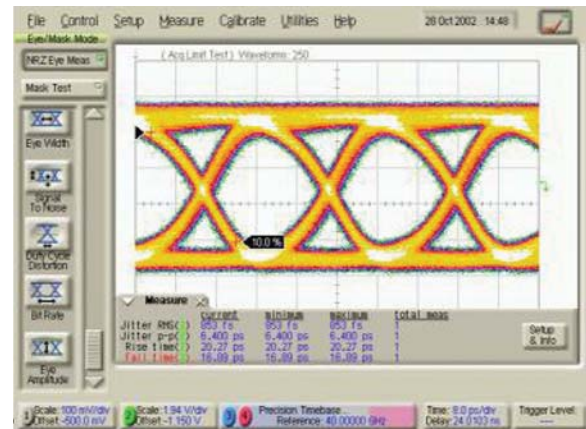 File Control Setup Measure Calibrate Utilities Help 28 Oct 2002 14:48
Eye/Mask Mode
NRZ Eye Meas
( Acq Limit Test ) Waveforms: 250
Mask Test
Eye Width
Signal
To Noise
10.0 %
Duty Cycle
Distortion
Bit Rate
Eye
Amplitude
Measure
current minimum maximum total meas
Jitter RMS( ) 853 fs 853 fs 853 fs 1
Jitter p-p( ) 6.400 ps 6.400 ps 6.400 ps 1
Rise time( ) 20.27 ps 20.27 ps 20.27 ps 1
Fall time( ) 16.89 ps 16.89 ps 16.89 ps 1
Setup
& Info
1 Scale: 100 mV/div
Offset -500.0 mV
2 Scale: 1.94 V/div
Offset -1.150 V
3 4
Precision Timebase...
Reference: 40.00000 GHz
Time: 8.0 ps/div
Delay: 24.0103 ns
Trigger Level:
---